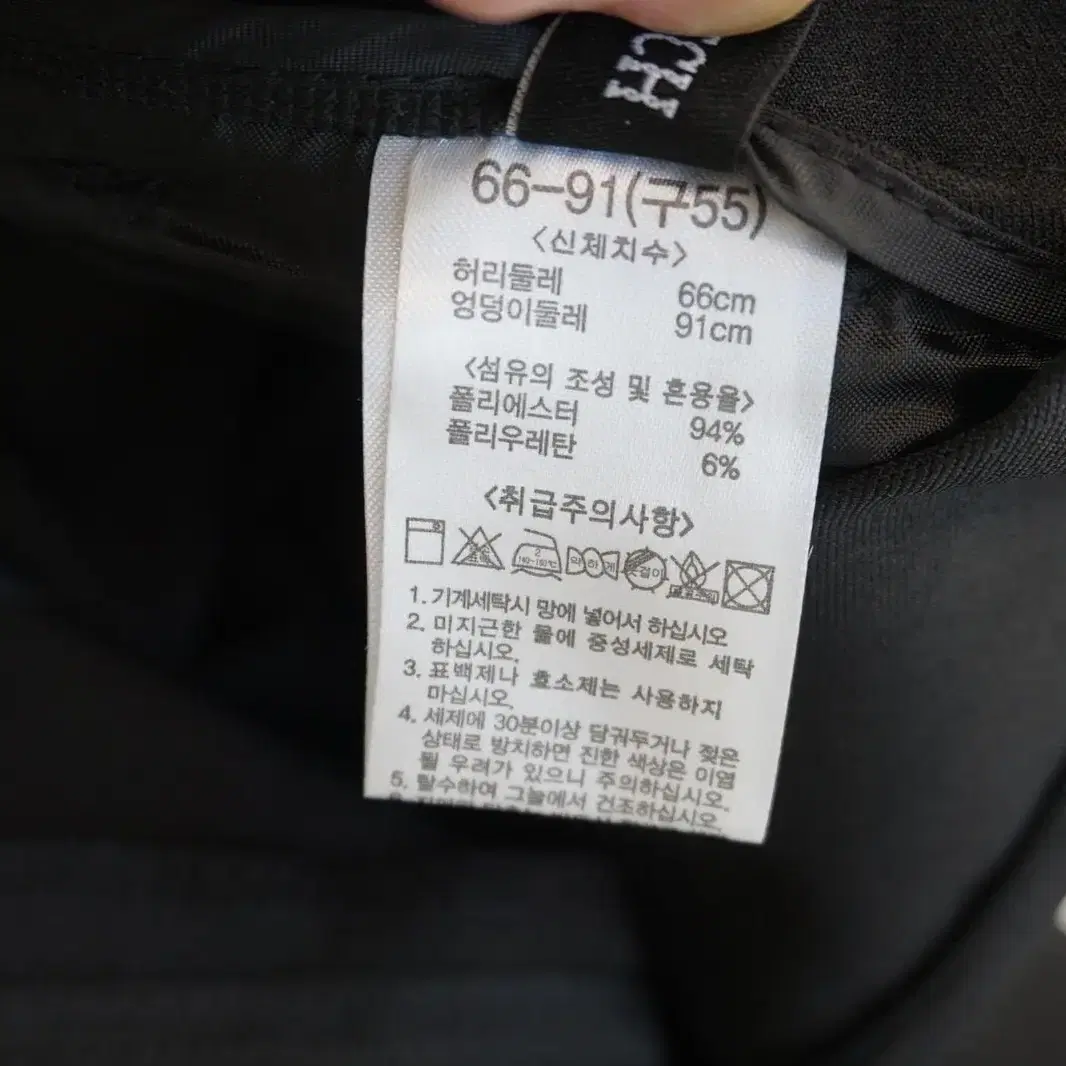 66-91(구55)
<신체치수>
허리둘레 66cm
엉덩이둘레 91cm
<섬유의 조성 및 혼용율>
폴리에스터 94%
폴리우레탄 6%
<취급주의사항>
약하게
1. 기계세탁시 망에 넣어서 하십시오
2. 미지근한 물에 중성세제로 세탁
하십시오.
3. 표백제나 효소제는 사용하지
마십시오.
4. 세제에 30분이상 담궈두거나 젖은
상태로 방치하면 진한 색상은 이염
될 우려가 있으니 주의하십시오.
5. 탈수하여 그늘에서 건조하십시오.